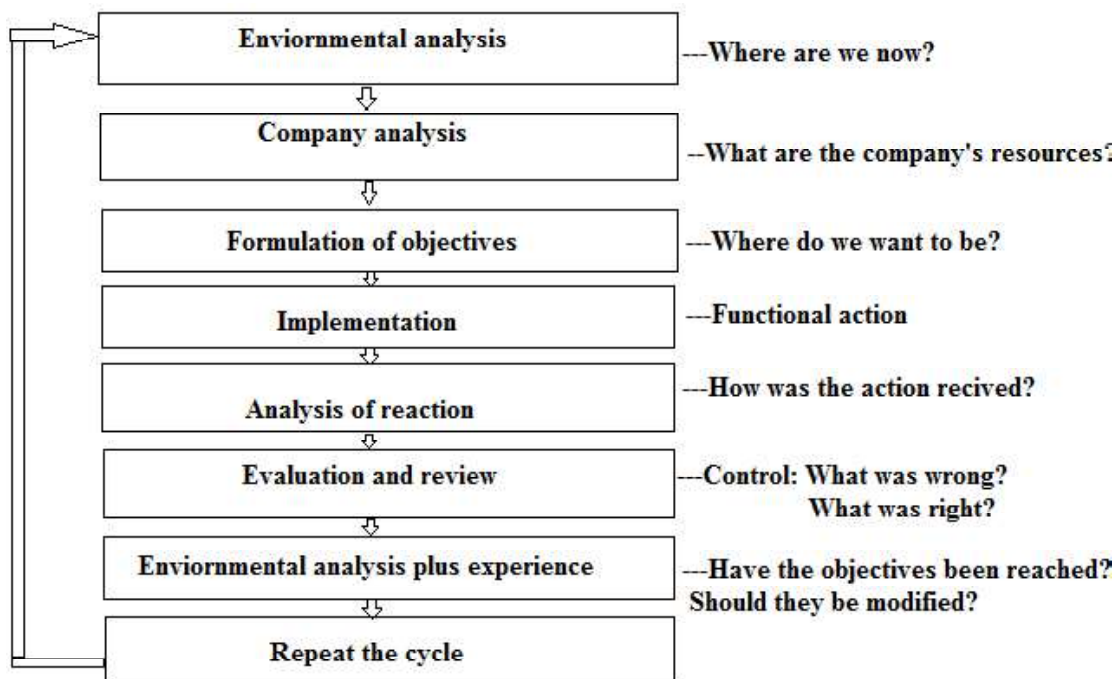 Enviornmental analysis
---Where are we now?
Company analysis
--What are the company's resources?
Formulation of objectives
---Where do we want to be?
Implementation
---Functional action
Analysis of reaction
---How was the action recived?
Evaluation and review
---Control: What was wrong?
What was right?
Enviornmental analysis plus experience
---Have the objectives been reached?
Should they be modified?
Repeat the cycle